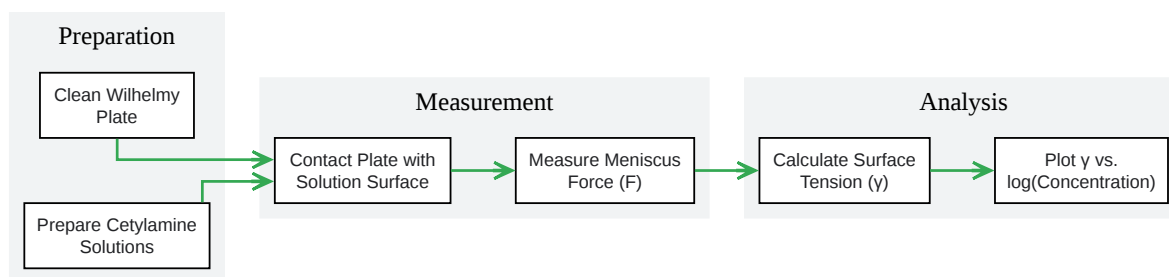 Preparation
Clean Wilhelmy
Plate
Prepare Cetylamine
Solutions
Measurement
Contact Plate with
Solution Surface
Measure Meniscus
Force (F)
Analysis
Calculate Surface
Tension (γ)
Plot γ vs.
log(Concentration)